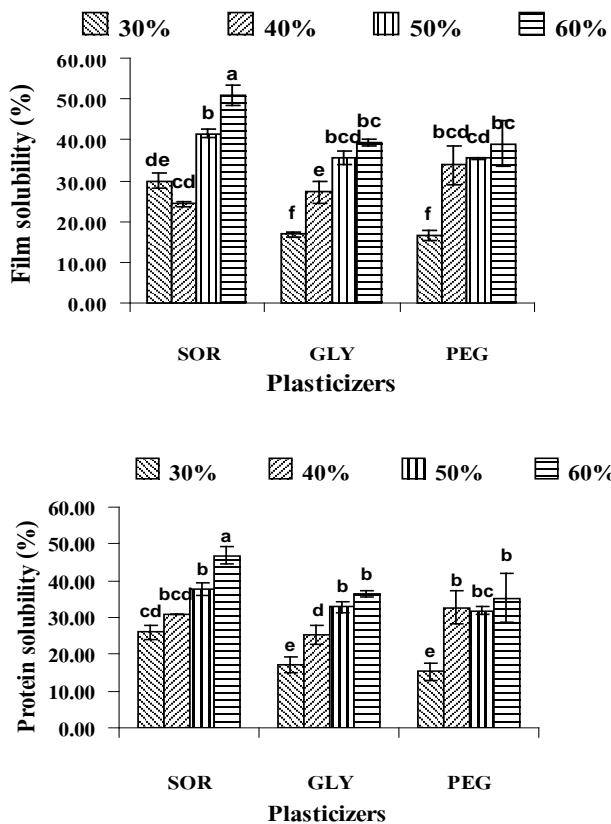 30% 40% 50% 60%
60.00
50.00
40.00
30.00
20.00
10.00
0.00
Film solubility (%)
de cd b a
f e bcd bc
f bcd cd bc
SOR GLY PEG
Plasticizers
30% 40% 50% 60%
60.00
50.00
40.00
30.00
20.00
10.00
0.00
Protein solubility (%)
cd bcd b a
e d b b
e b bc b
SOR GLY PEG
Plasticizers